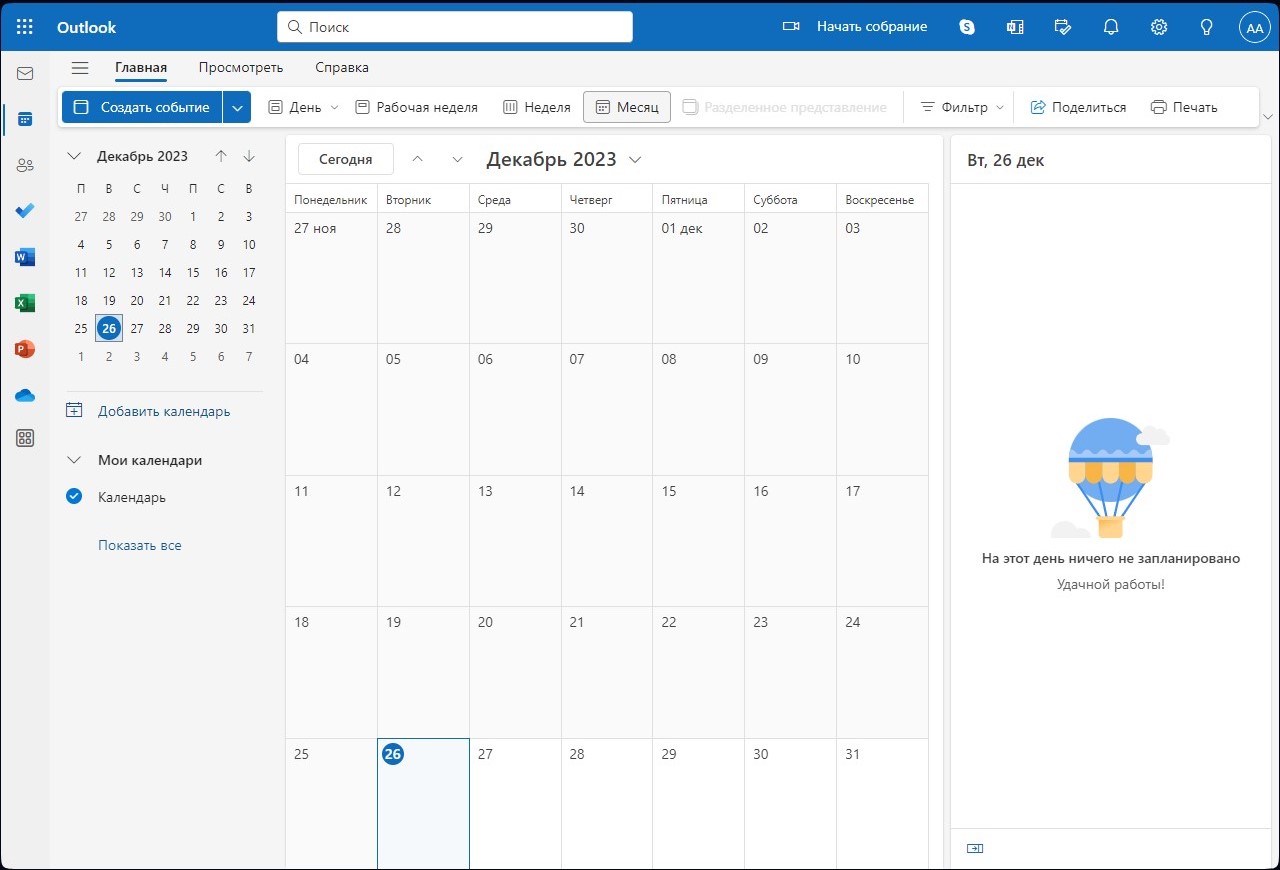 Outlook
Поиск
Начать собрание
AA
Главная Просмотреть Справка
Создать событие День Рабочая неделя Неделя Месяц Разделенное представление Фильтр Поделиться Печать
Декабрь 2023
П В С Ч П С В
27 28 29 30 1 2 3
4 5 6 7 8 9 10
11 12 13 14 15 16 17
18 19 20 21 22 23 24
25 26 27 28 29 30 31
1 2 3 4 5 6 7
Добавить календарь
Мои календари
Календарь
Показать все
Сегодня Декабрь 2023
Понедельник Вторник Среда Четверг Пятница Суббота Воскресенье
27 ноя 28 29 30 01 дек 02 03
04 05 06 07 08 09 10
11 12 13 14 15 16 17
18 19 20 21 22 23 24
25 26 27 28 29 30 31
Вт, 26 дек
На этот день ничего не запланировано
Удачной работы!